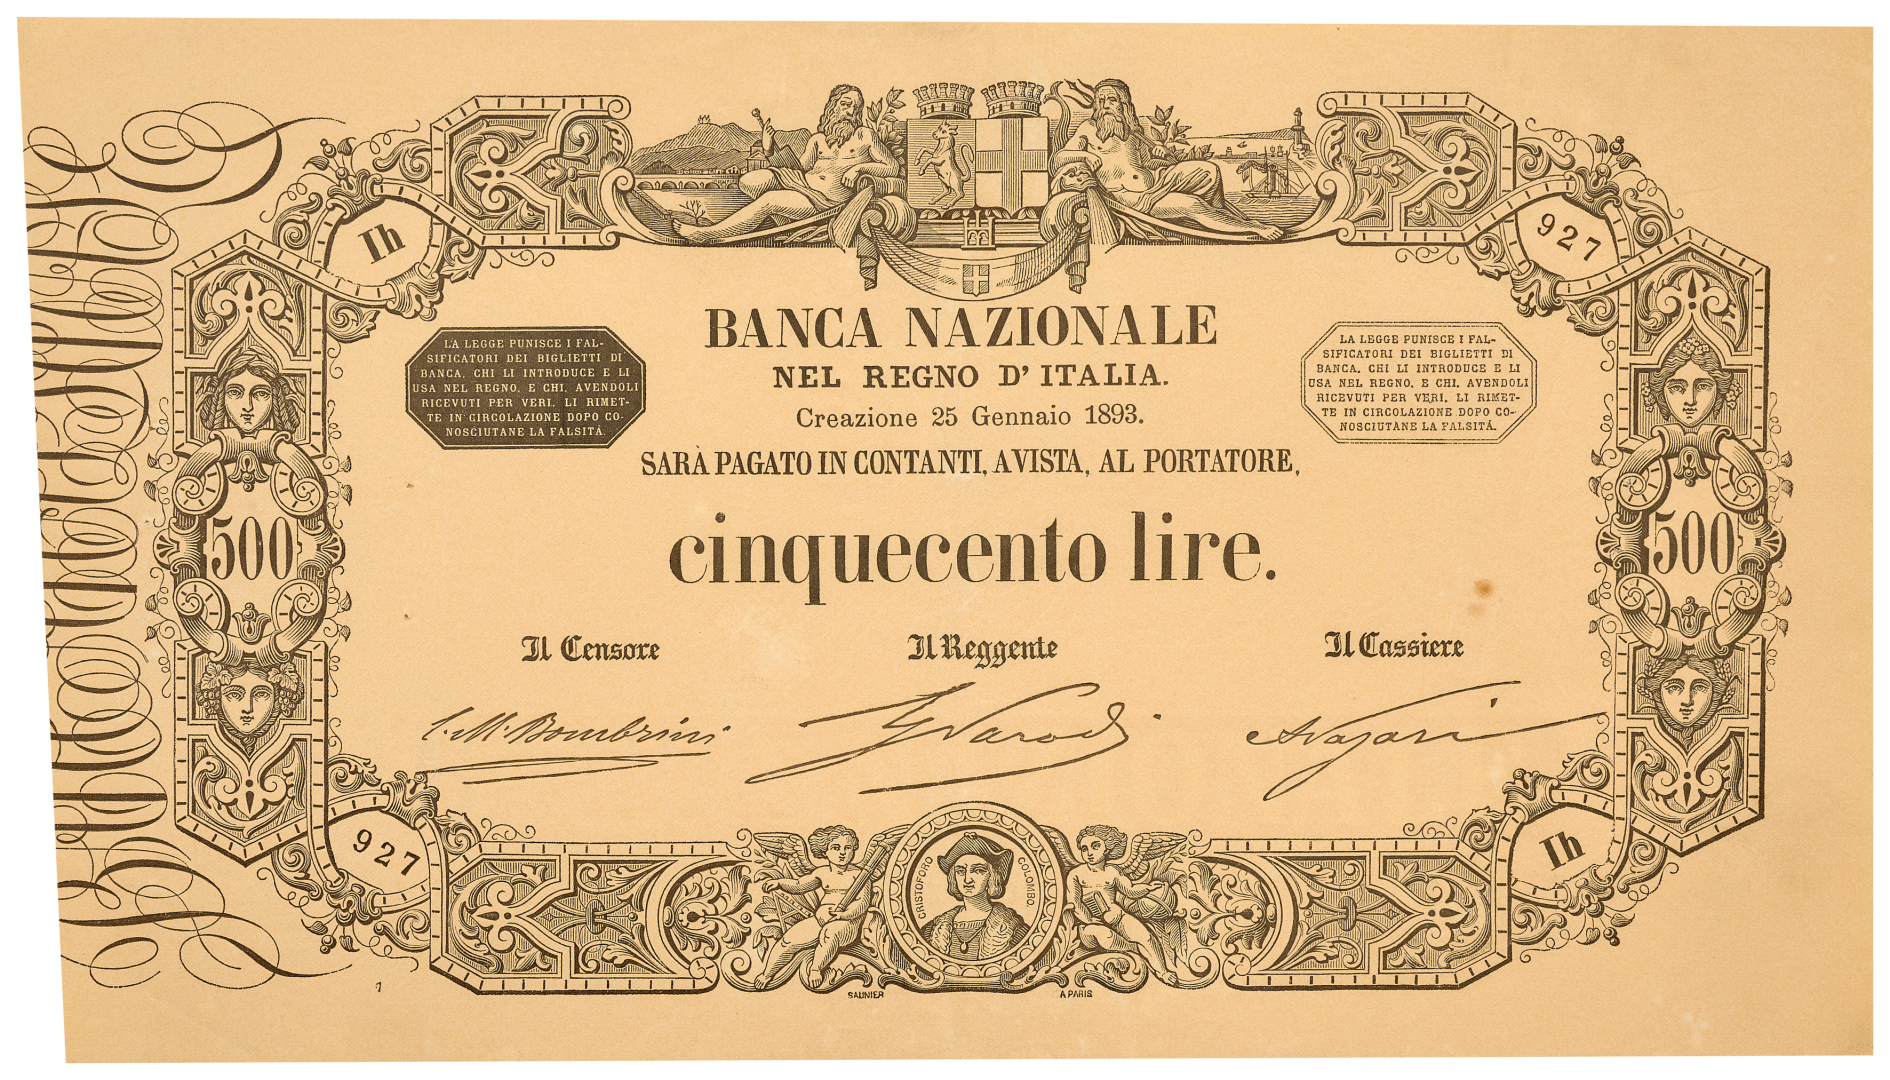 Ih
927
BANCA NAZIONALE
NEL REGNO D'ITALIA.
Creazione 25 Gennaio 1893.
LA LEGGE PUNISCE I FAL-
SIFICATORI DEI BIGLIETTI DI
BANCA, CHI LI INTRODUCE E LI
USA NEL REGNO, E CHI, AVENDOLI
RICEVUTI PER VERI, LI RIMET-
TE IN CIRCOLAZIONE DOPO CO-
NOSCIUTANE LA FALSITÀ.
LA LEGGE PUNISCE I FAL-
SIFICATORI DEI BIGLIETTI DI
BANCA, CHI LI INTRODUCE E LI
USA NEL REGNO, E CHI, AVENDOLI
RICEVUTI PER VERI, LI RIMET-
TE IN CIRCOLAZIONE DOPO CO-
NOSCIUTANE LA FALSITÀ.
SARÀ PAGATO IN CONTANTI, A VISTA, AL PORTATORE,
500
cinquecento lire.
500
Il Censore
Il Reggente
Il Cassiere
C. M. Bombrini
927
Ih
CRISTOFORO COLOMBO
1
SAUNIER
A PARIS